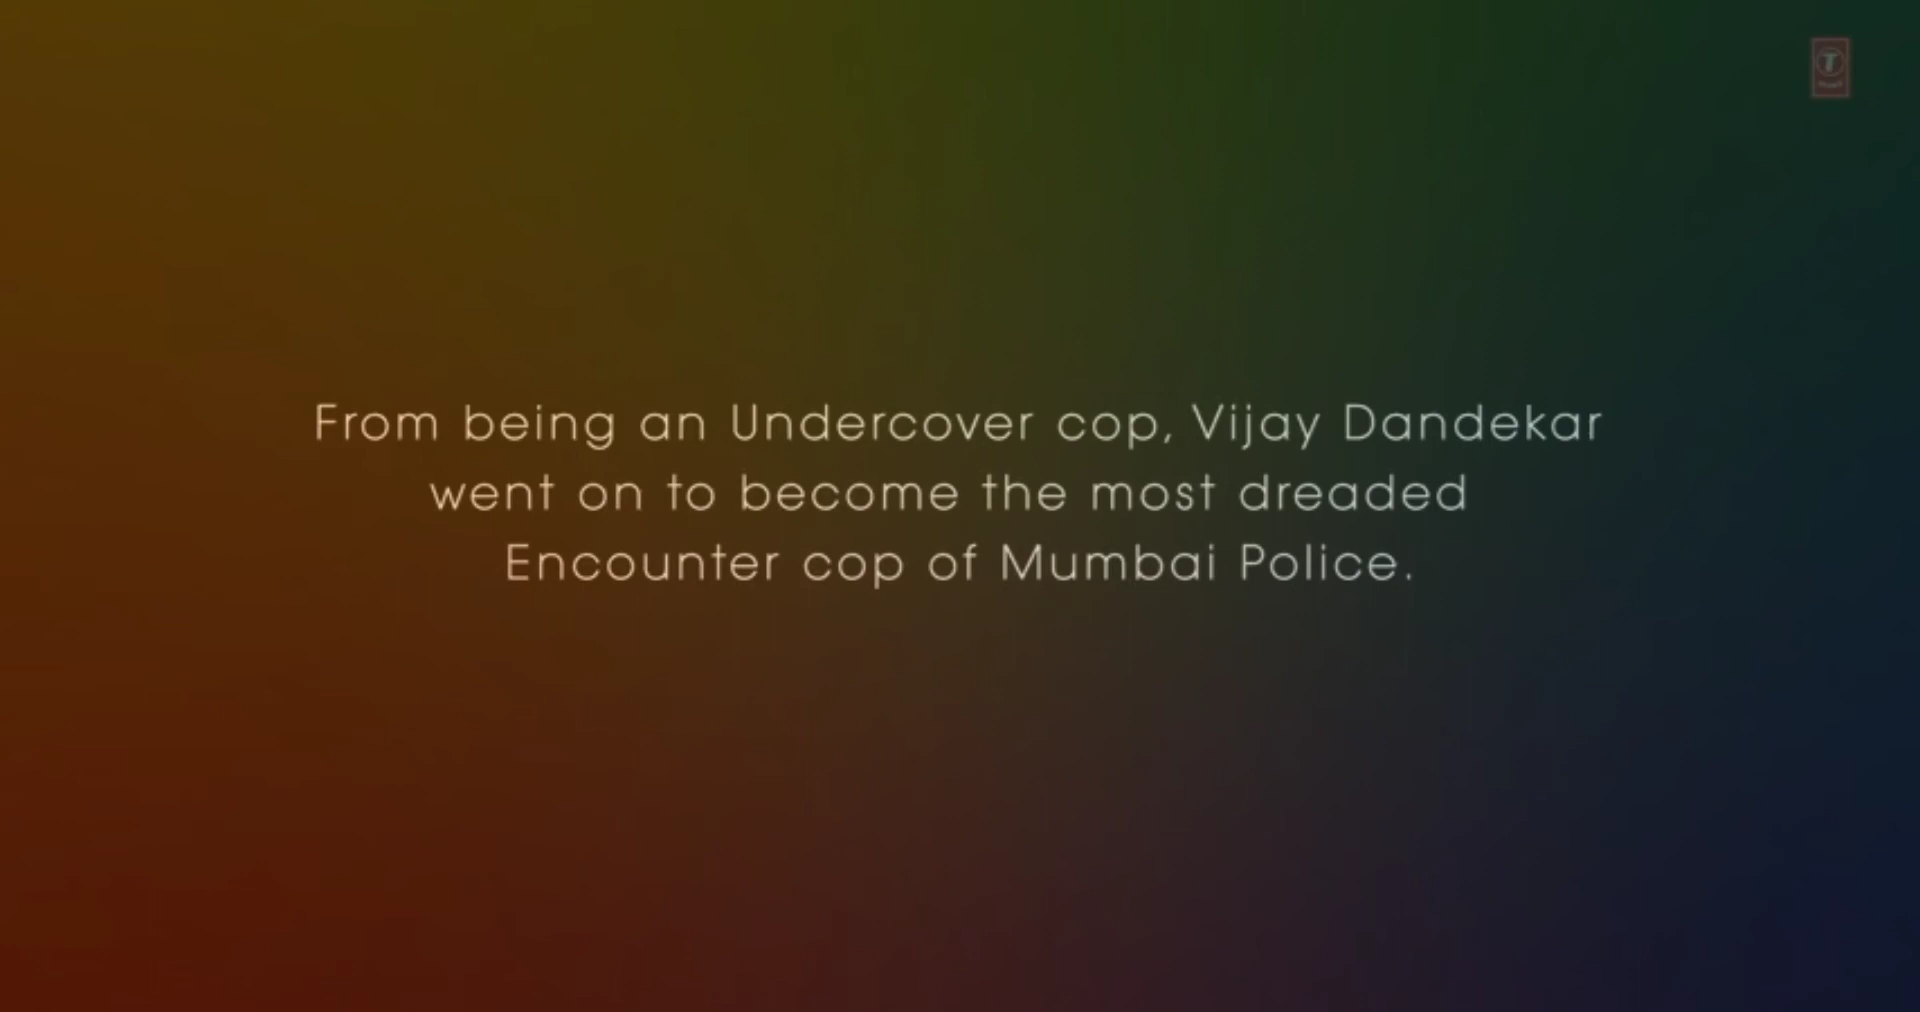 From being an Undercover cop, Vijay Dandekar
went on to become the most dreaded
Encounter cop of Mumbai Police.